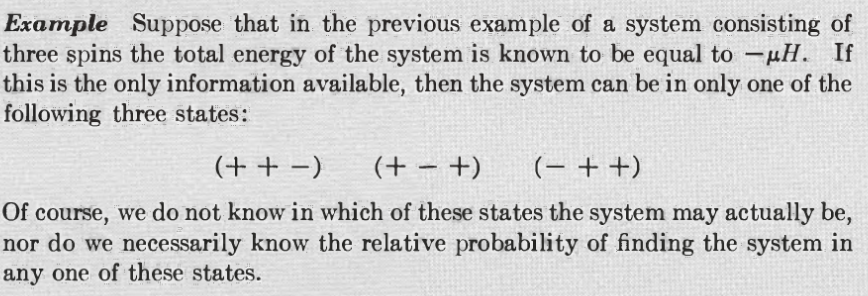 Example Suppose that in the previous example of a system consisting of
three spins the total energy of the system is known to be equal to −μH. If
this is the only information available, then the system can be in only one of the
following three states:
(+ + −) (+ − +) (− + +)
Of course, we do not know in which of these states the system may actually be,
nor do we necessarily know the relative probability of finding the system in
any one of these states.